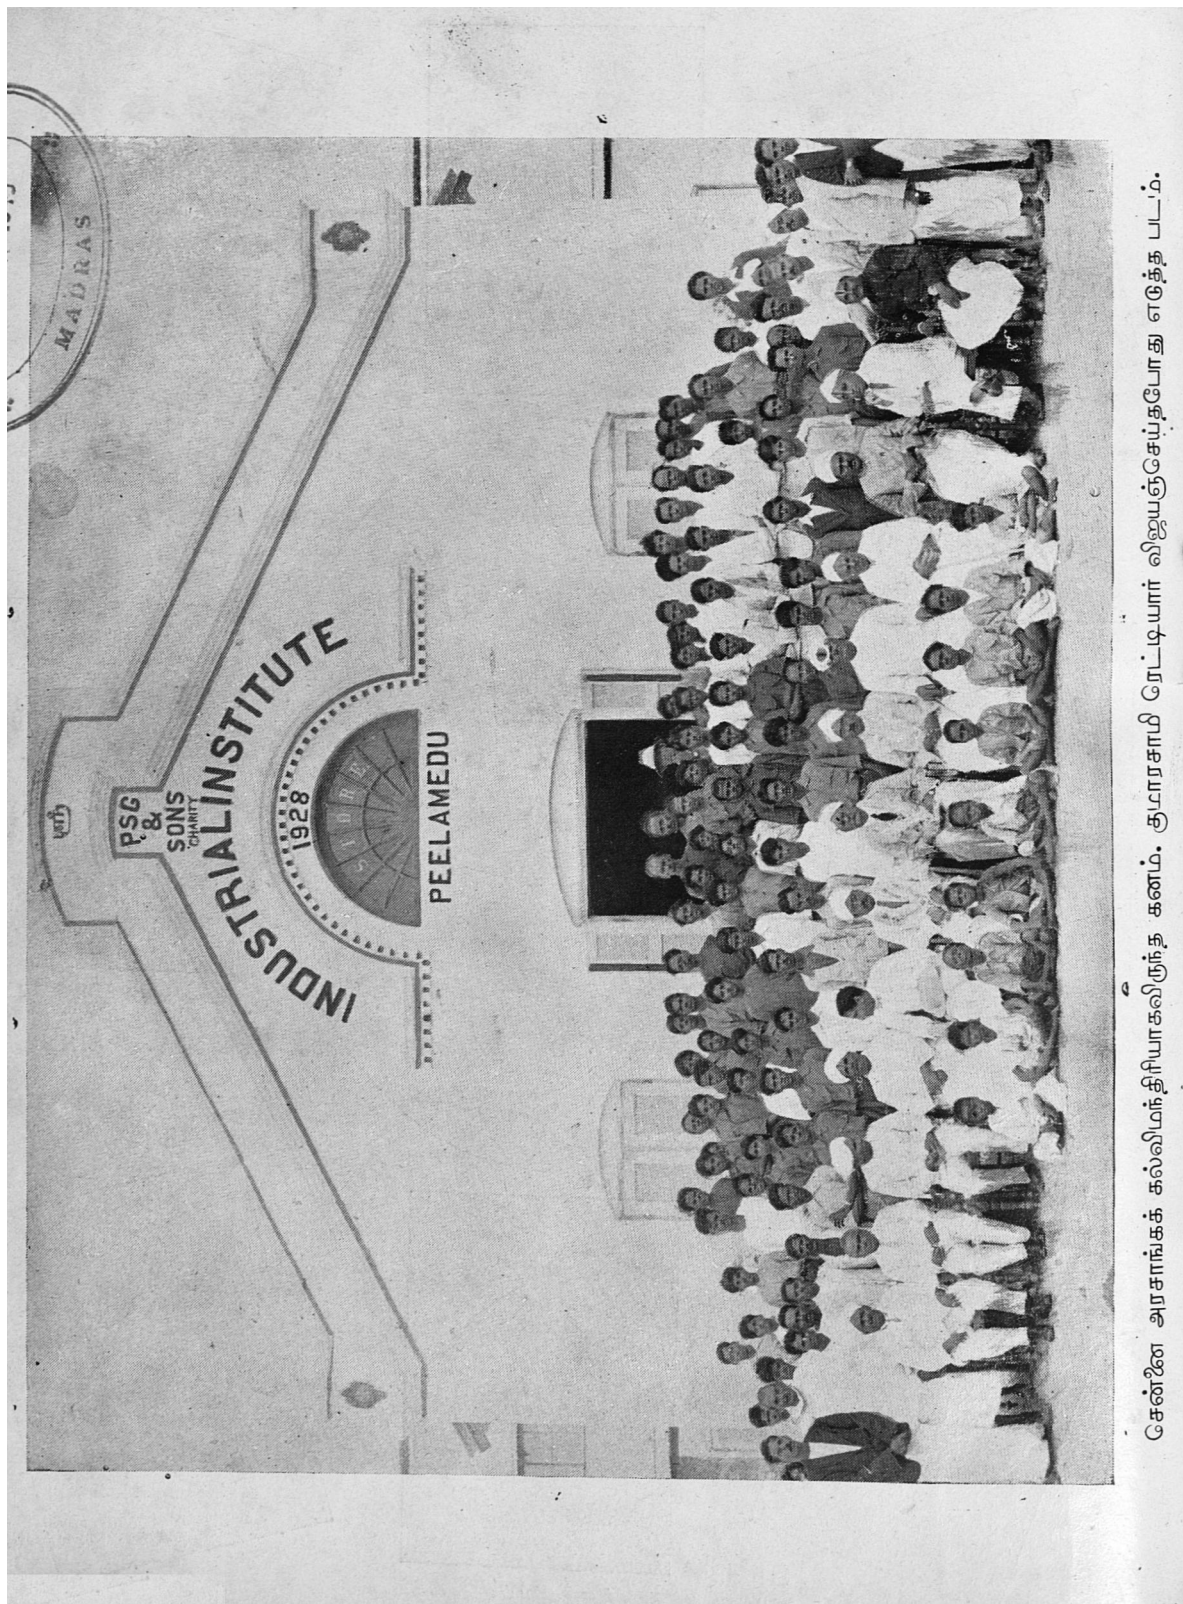 ஸ்ரீ
PSG
&
SONS
CHARITY
INDUSTRIAL INSTITUTE
1928
PEELAMEDU
MADRAS
சென்னை அரசாங்கக் கல்விமந்திரியாகவிருந்த கனம். குமாரசாமி ரெட்டியார் விஜயஞ்செய்தபோது எடுத்த படம்.